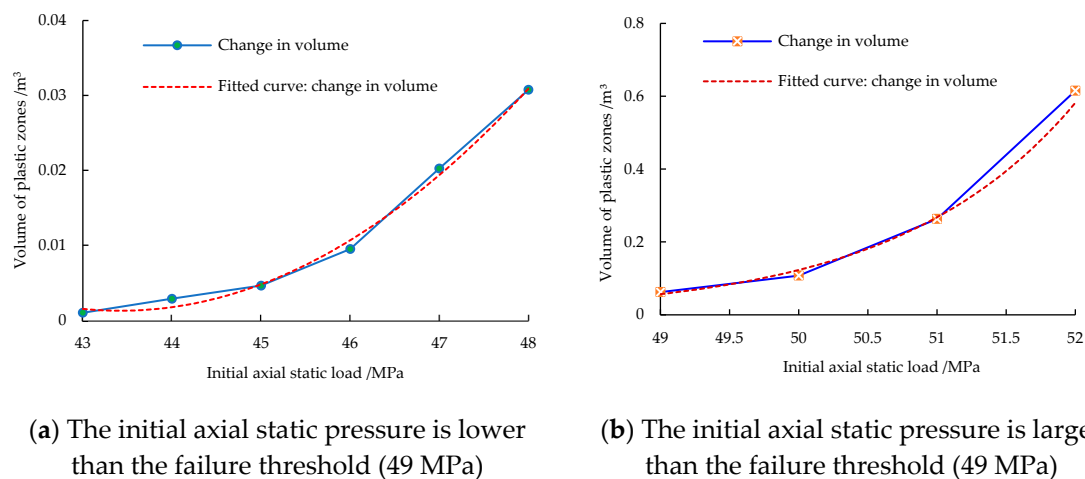 0.04
0.03
0.02
0.01
0
Volume of plastic zones /m³
Change in volume
Fitted curve: change in volume
43 44 45 46 47 48
Initial axial static load /MPa
(a) The initial axial static pressure is lower
than the failure threshold (49 MPa)
0.8
0.6
0.4
0.2
0
Volume of plastic zones /m³
Change in volume
Fitted curve: change in volume
49 49.5 50 50.5 51 51.5 52
Initial axial static load /MPa
(b) The initial axial static pressure is large
than the failure threshold (49 MPa)